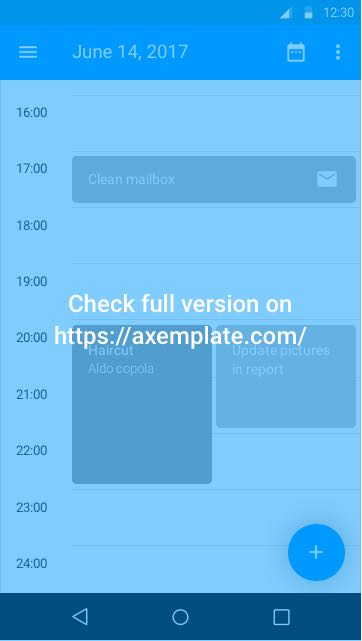 12:30
June 14, 2017
16:00
17:00
Clean mailbox
18:00
19:00
Check full version on
https://axemplate.com/
20:00
Haircut
Aldo copola
Update pictures
in report
21:00
22:00
23:00
24:00